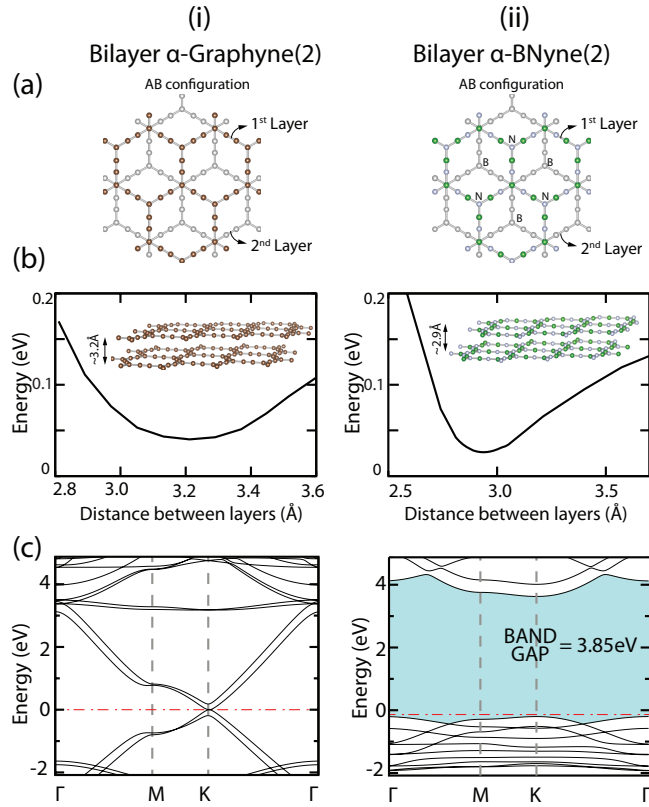 (i)
(ii)
Bilayer α-Graphyne(2)
Bilayer α-BNyne(2)
(a)
AB configuration
AB configuration
1st Layer
2nd Layer
1st Layer
2nd Layer
N
B
B
N
N
B
(b)
0.2
0.1
0
Energy (eV)
~3.2Å
2.8
3.0
3.2
3.4
3.6
Distance between layers (Å)
0.2
0.1
0
Energy (eV)
~2.9Å
2.5
3.0
3.5
Distance between layers (Å)
(c)
4
2
0
-2
Energy (eV)
Γ
M
K
Γ
4
2
0
-2
Energy (eV)
BAND
GAP = 3.85eV
Γ
M
K
Γ